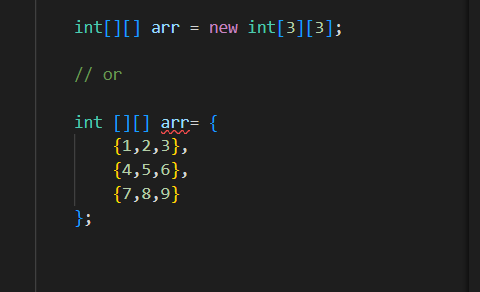 int[][] arr = new int[3][3];
// or
int [][] arr= {
{1,2,3},
{4,5,6},
{7,8,9}
};